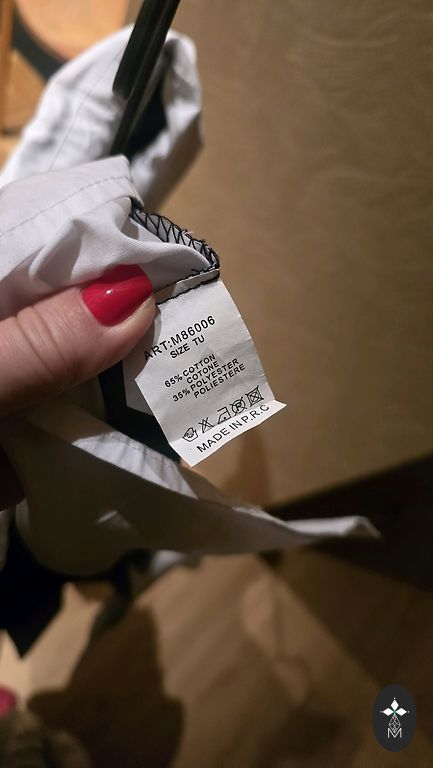 ART:M86006
SIZE TU
65% COTTON
COTONE
35% POLYESTER
POLIESTERE
MADE IN P.R.C
M